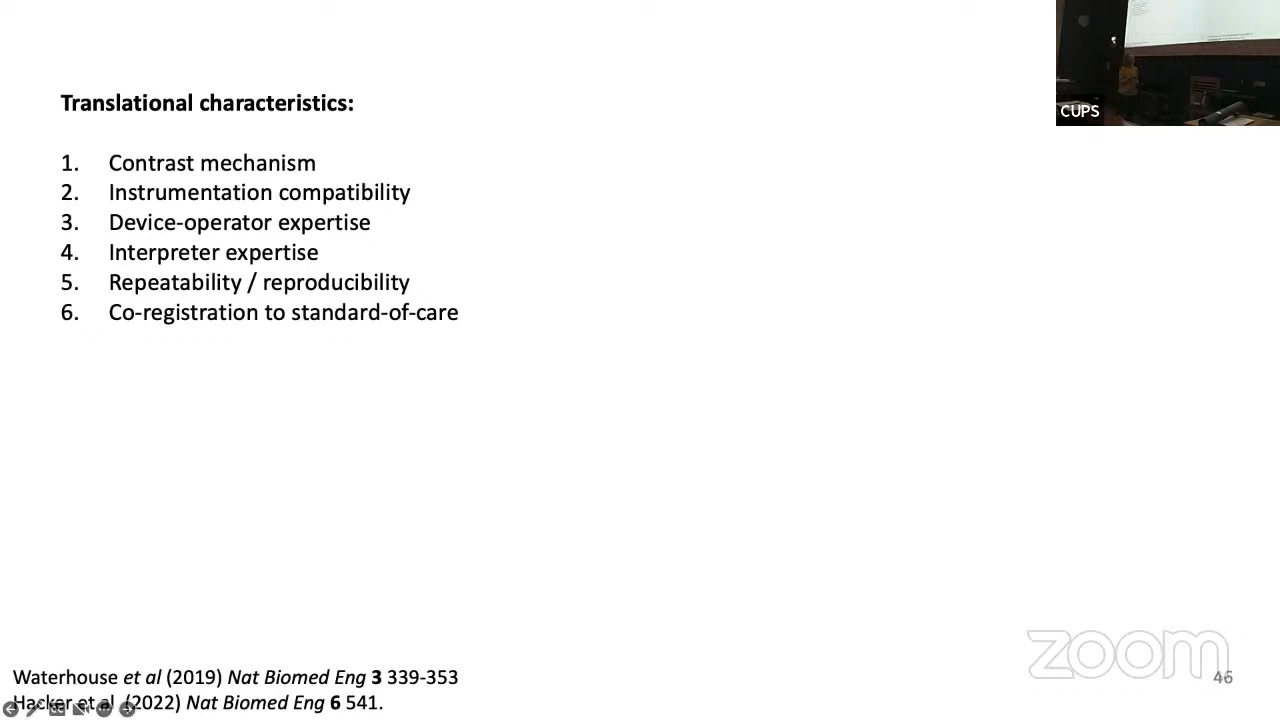 Translational characteristics:
1. Contrast mechanism
2. Instrumentation compatibility
3. Device-operator expertise
4. Interpreter expertise
5. Repeatability / reproducibility
6. Co-registration to standard-of-care
CUPS
Waterhouse et al (2019) Nat Biomed Eng 3 339-353
Hacker et al (2022) Nat Biomed Eng 6 541.
zoom
46